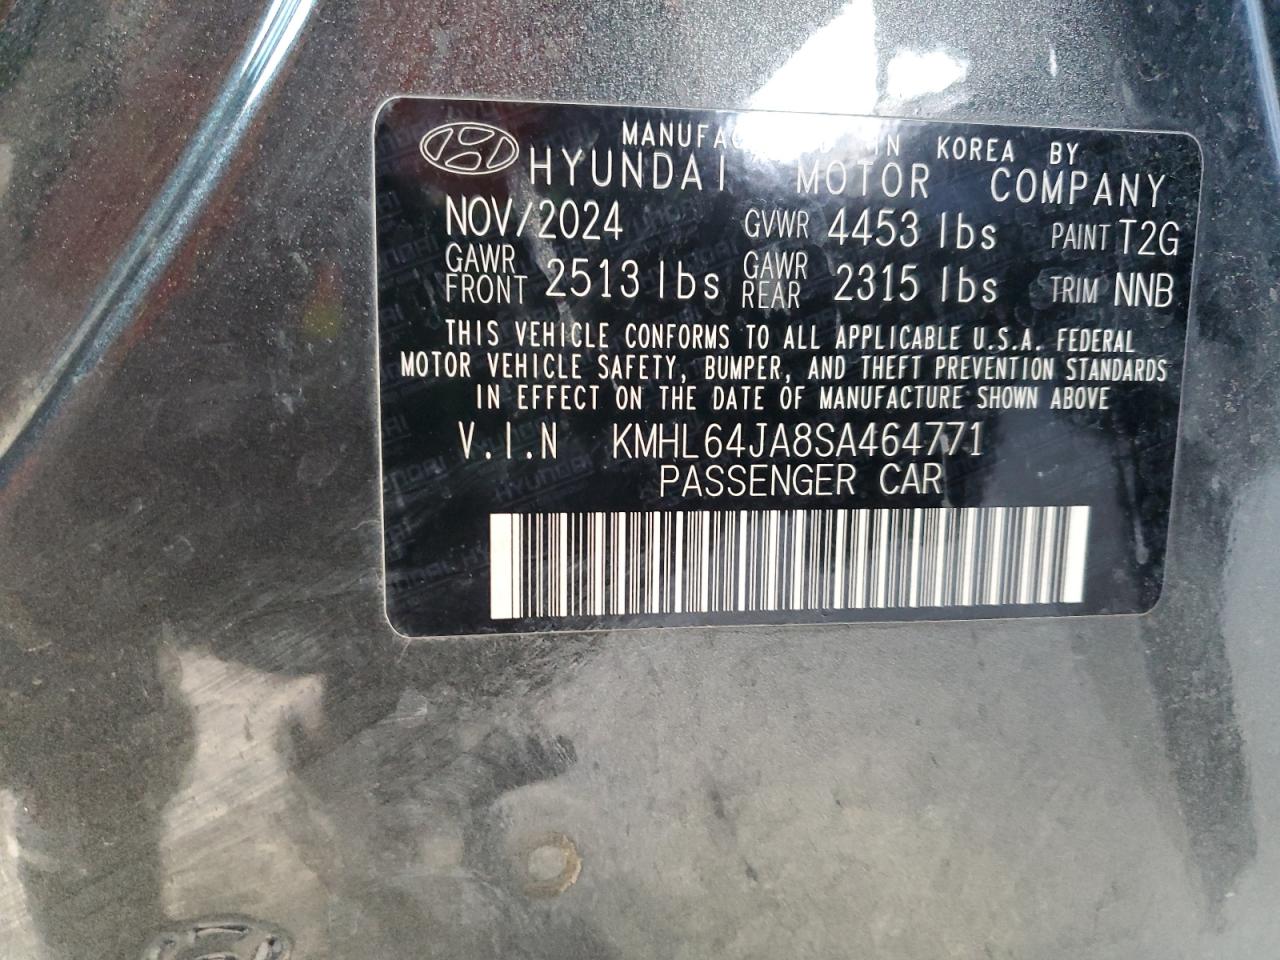 MANUFACTURED IN KOREA BY
HYUNDAI MOTOR COMPANY
NOV/2024 GVWR 4453 lbs PAINT T2G
GAWR FRONT 2513 lbs GAWR REAR 2315 lbs TRIM NNB
THIS VEHICLE CONFORMS TO ALL APPLICABLE U.S.A. FEDERAL
MOTOR VEHICLE SAFETY, BUMPER, AND THEFT PREVENTION STANDARDS
IN EFFECT ON THE DATE OF MANUFACTURE SHOWN ABOVE
V.I.N KMHL64JA8SA464771
PASSENGER CAR